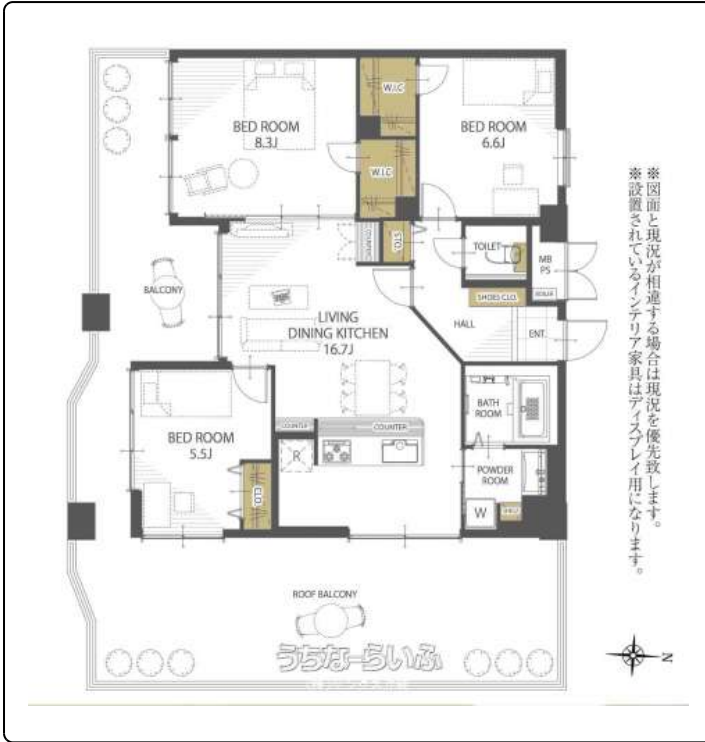 W.I.C
BED ROOM
8.3J
BED ROOM
6.6J
W.I.C
STO.
COUNTER
TOILET
MB
PS
BALCONY
LIVING
DINING KITCHEN
16.7J
SHOES CLO.
HALL
ENT.
BATH
ROOM
BED ROOM
5.5J
COUNTER
COUNTER
R
CLO.
POWDER
ROOM
W
ROOF BALCONY
うちなーらいふ
N
※図面と現況が相違する場合は現況を優先致します。
※設置されているインテリア家具はディスプレイ用になります。